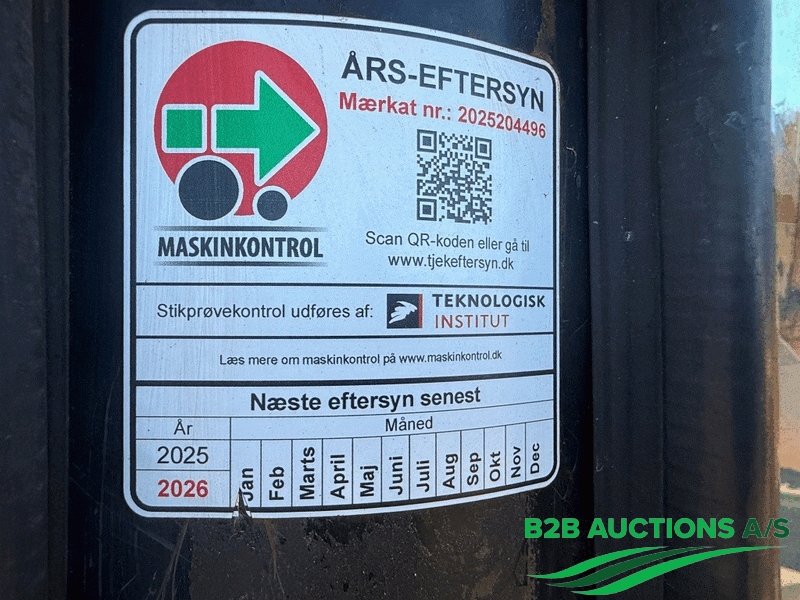 ÅRS-EFTERSYN
Mærkat nr.: 2025204496
MASKINKONTROL
Scan QR-koden eller gå til
www.tjekeftersyn.dk
Stikprøvekontrol udføres af: TEKNOLOGISK
INSTITUT
Læs mere om maskinkontrol på www.maskinkontrol.dk
Næste eftersyn senest
År Måned
2025
2026
Jan Feb Marts April Maj Juni Juli Aug Sep Okt Nov Dec
B2B AUCTIONS A/S